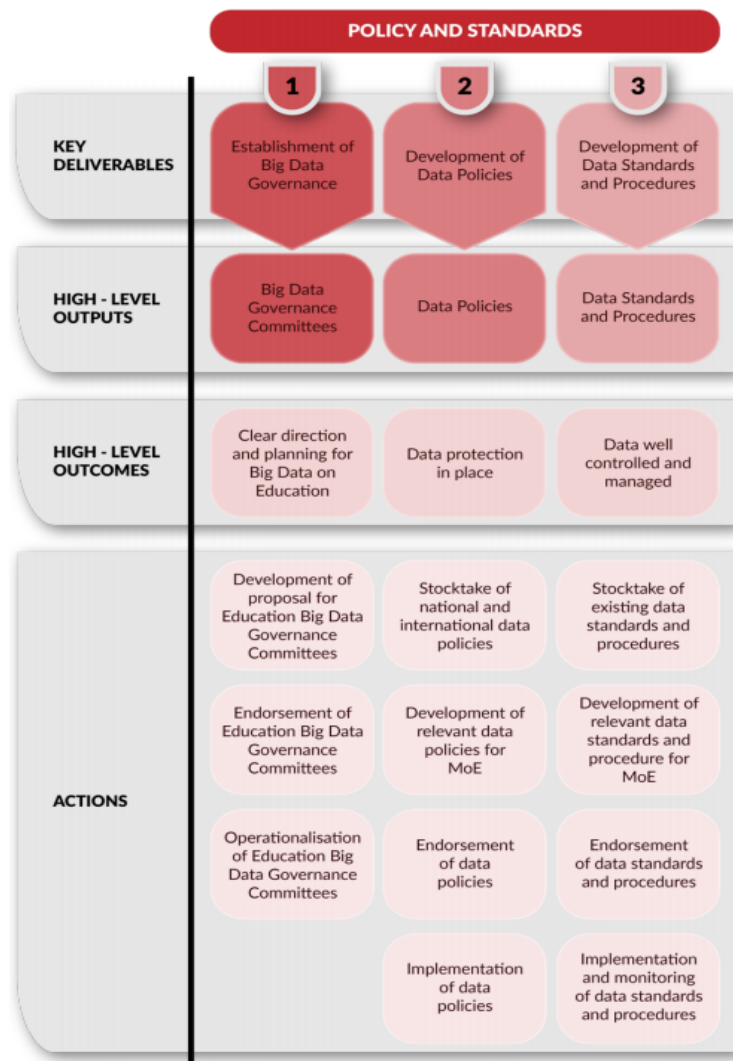 POLICY AND STANDARDS
1
2
3
KEY
DELIVERABLES
Establishment of
Big Data
Governance
Development of
Data Policies
Development of
Data Standards
and Procedures
HIGH - LEVEL
OUTPUTS
Big Data
Governance
Committees
Data Policies
Data Standards
and Procedures
HIGH - LEVEL
OUTCOMES
Clear direction
and planning for
Big Data on
Education
Data protection
in place
Data well
controlled and
managed
ACTIONS
Development of
proposal for
Education Big Data
Governance
Committees
Stocktake of
national and
international data
policies
Stocktake of
existing data
standards and
procedures
Endorsement of
Education Big Data
Governance
Committees
Development of
relevant data
policies for
MoE
Development of
relevant data
standards and
procedure for
MoE
Operationalisation
of Education Big
Data Governance
Committees
Endorsement
of data
policies
Endorsement
of data standards
and procedures
Implementation
of data
policies
Implementation
and monitoring
of data standards
and procedures